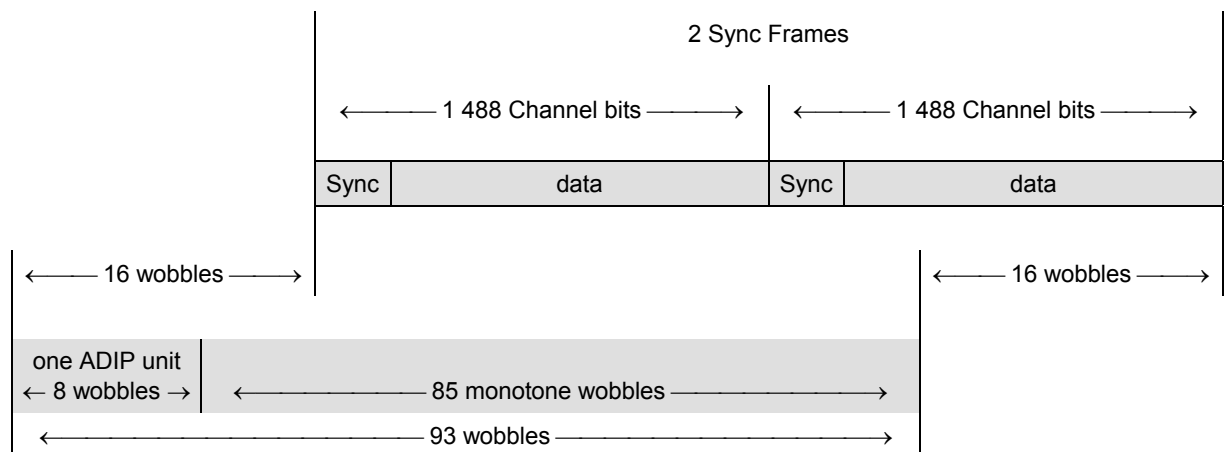 2 Sync Frames
← 1 488 Channel bits → ← 1 488 Channel bits →
Sync data Sync data
← 16 wobbles → ← 16 wobbles →
one ADIP unit
← 8 wobbles → ← 85 monotone wobbles →
← 93 wobbles →